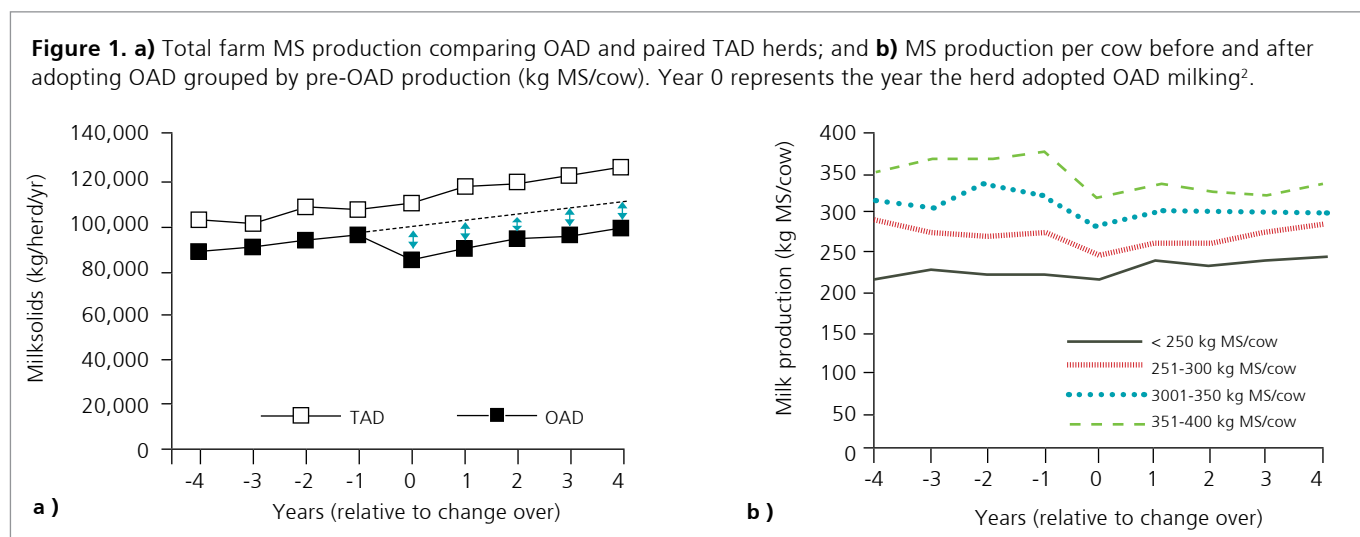 Figure 1. a) Total farm MS production comparing OAD and paired TAD herds; and b) MS production per cow before and after
adopting OAD grouped by pre-OAD production (kg MS/cow). Year 0 represents the year the herd adopted OAD milking².
Milksolids (kg/herd/yr)
140,000
120,000
100,000
80,000
60,000
40,000
20,000
0
TAD
OAD
-4 -3 -2 -1 0 1 2 3 4
Years (relative to change over)
a )
Milk production (kg MS/cow)
400
350
300
250
200
150
100
50
0
< 250 kg MS/cow
251-300 kg MS/cow
3001-350 kg MS/cow
351-400 kg MS/cow
-4 -3 -2 -1 0 1 2 3 4
Years (relative to change over)
b )